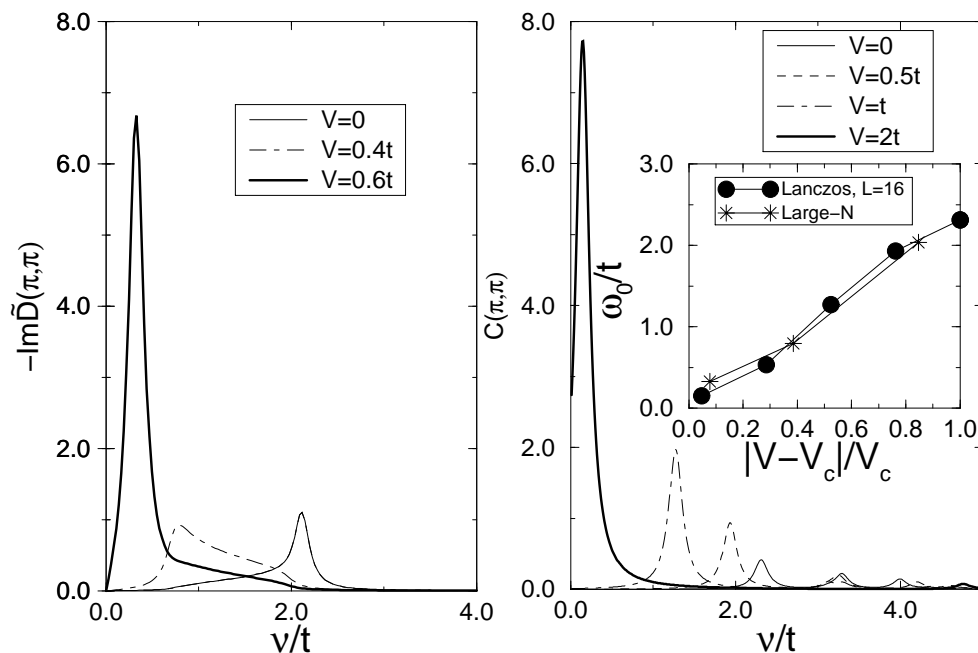 8.0
6.0
4.0
2.0
0.0
−ImD̃(π,π)
V=0
V=0.4t
V=0.6t
0.0
2.0
4.0
ν/t
8.0
6.0
4.0
2.0
0.0
C(π,π)
V=0
V=0.5t
V=t
V=2t
3.0
2.0
1.0
0.0
ω₀/t
Lanczos, L=16
Large−N
0.0 0.2 0.4 0.6 0.8 1.0
|V−V_c|/V_c
0.0
2.0
4.0
ν/t